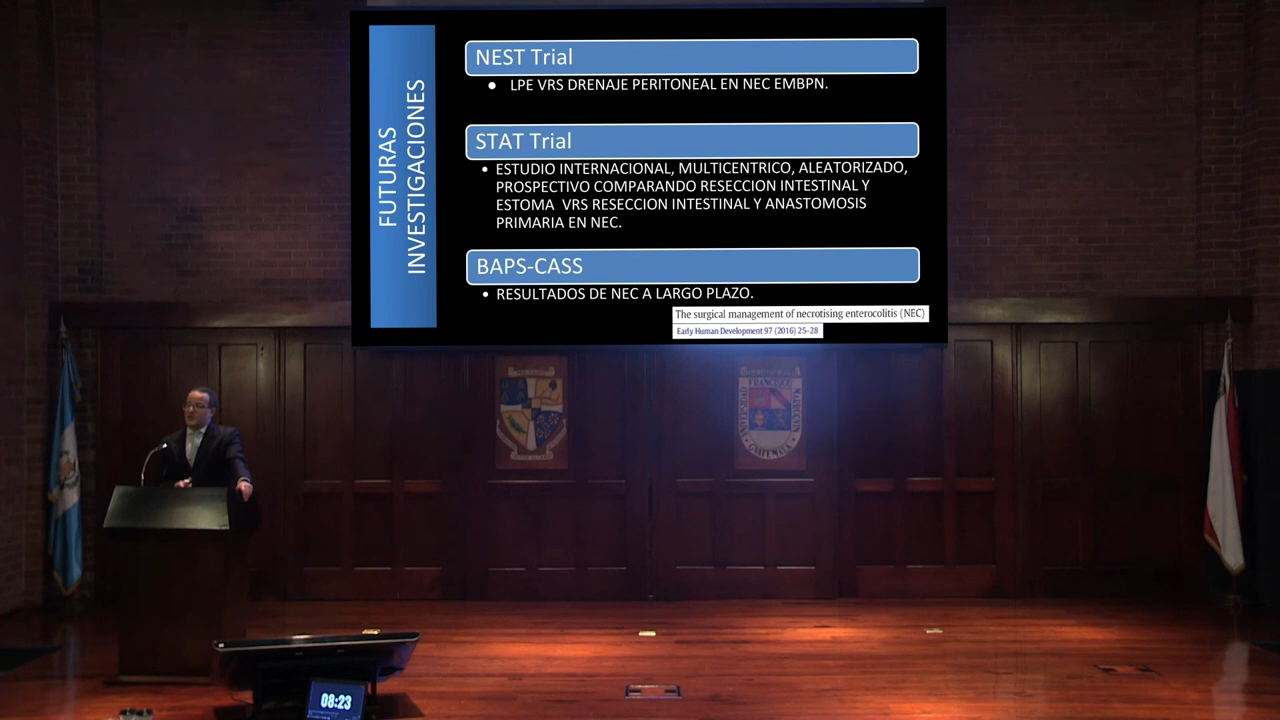 FUTURAS
INVESTIGACIONES
NEST Trial
● LPE VRS DRENAJE PERITONEAL EN NEC EMBPN.
STAT Trial
• ESTUDIO INTERNACIONAL, MULTICENTRICO, ALEATORIZADO,
PROSPECTIVO COMPARANDO RESECCION INTESTINAL Y
ESTOMA VRS RESECCION INTESTINAL Y ANASTOMOSIS
PRIMARIA EN NEC.
BAPS-CASS
• RESULTADOS DE NEC A LARGO PLAZO.
The surgical management of necrotising enterocolitis (NEC)
Early Human Development 97 (2016) 25–28
FRANCISCO
GUATEMALA
08:23